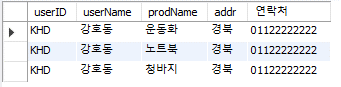 userID userName prodName addr 연락처
KHD 강호동 운동화 경북 01122222222
KHD 강호동 노트북 경북 01122222222
KHD 강호동 청바지 경북 01122222222